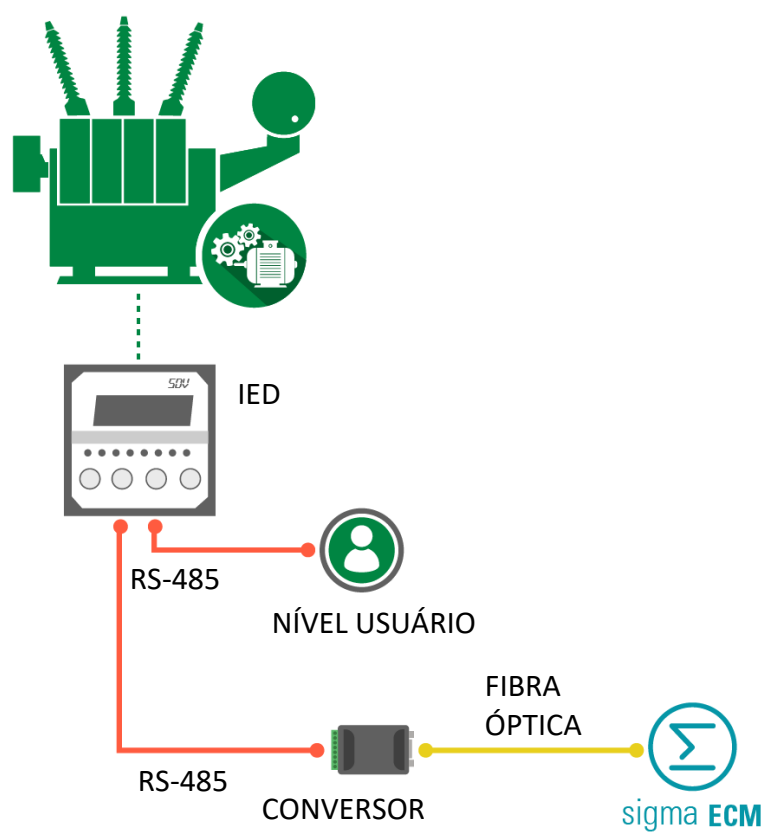 SDV
IED
RS-485
NÍVEL USUÁRIO
FIBRA
ÓPTICA
RS-485
CONVERSOR
sigma ECM